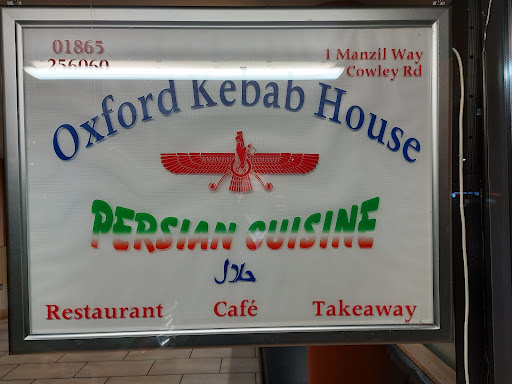 01865
256060
1 Manzil Way
Cowley Rd
Oxford Kebab House
PERSIAN CUISINE
حلال
Restaurant Café Takeaway